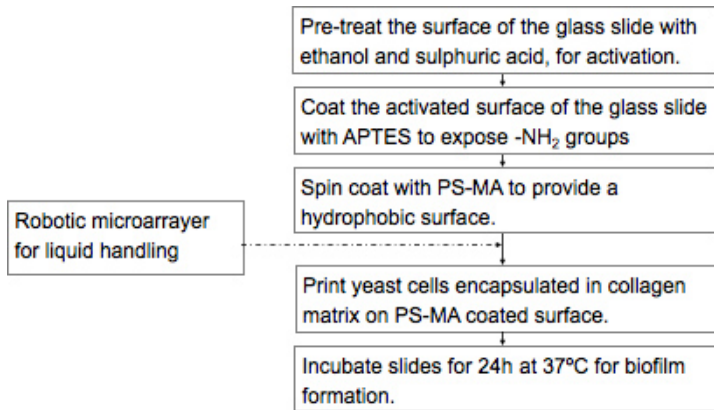 Pre-treat the surface of the glass slide with
ethanol and sulphuric acid, for activation.
Coat the activated surface of the glass slide
with APTES to expose -NH₂ groups
Spin coat with PS-MA to provide a
hydrophobic surface.
Robotic microarrayer
for liquid handling
Print yeast cells encapsulated in collagen
matrix on PS-MA coated surface.
Incubate slides for 24h at 37ºC for biofilm
formation.